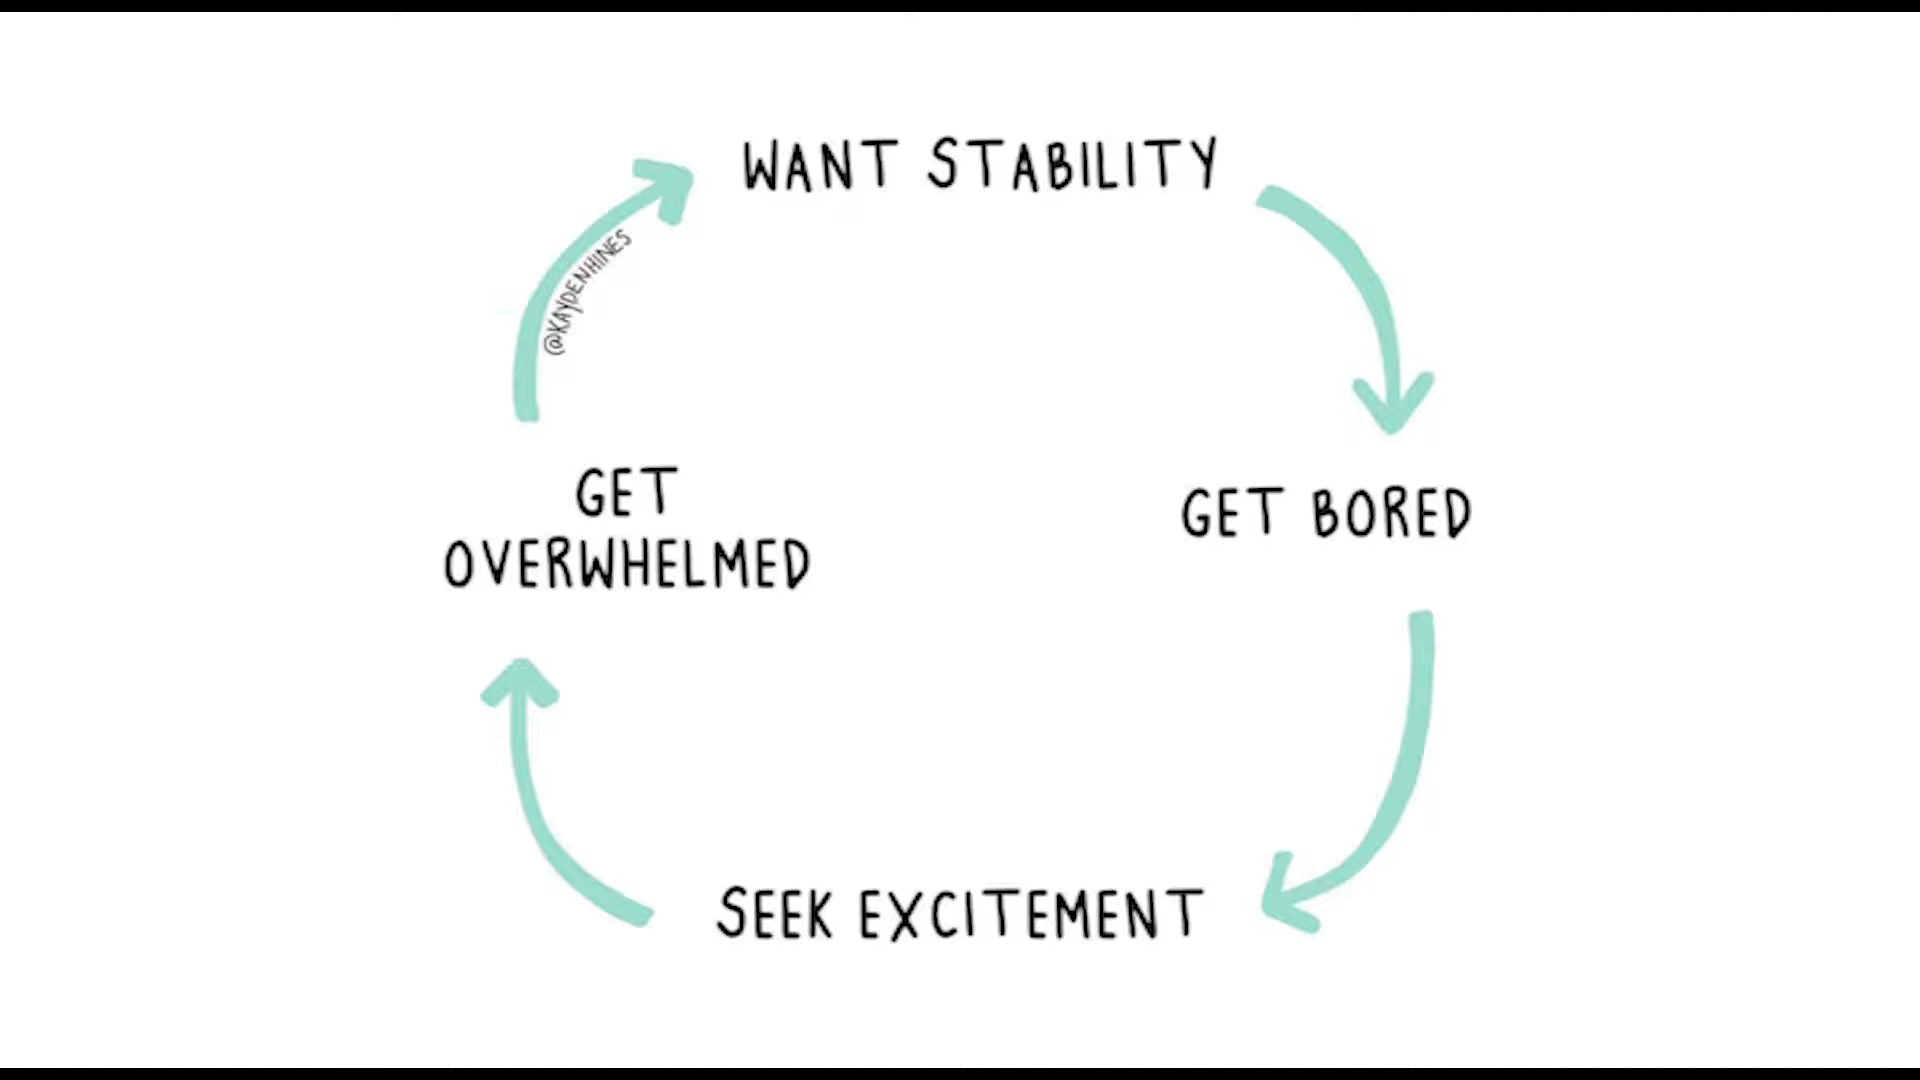 WANT STABILITY
@KAYDENHINES
GET BORED
GET
OVERWHELMED
SEEK EXCITEMENT